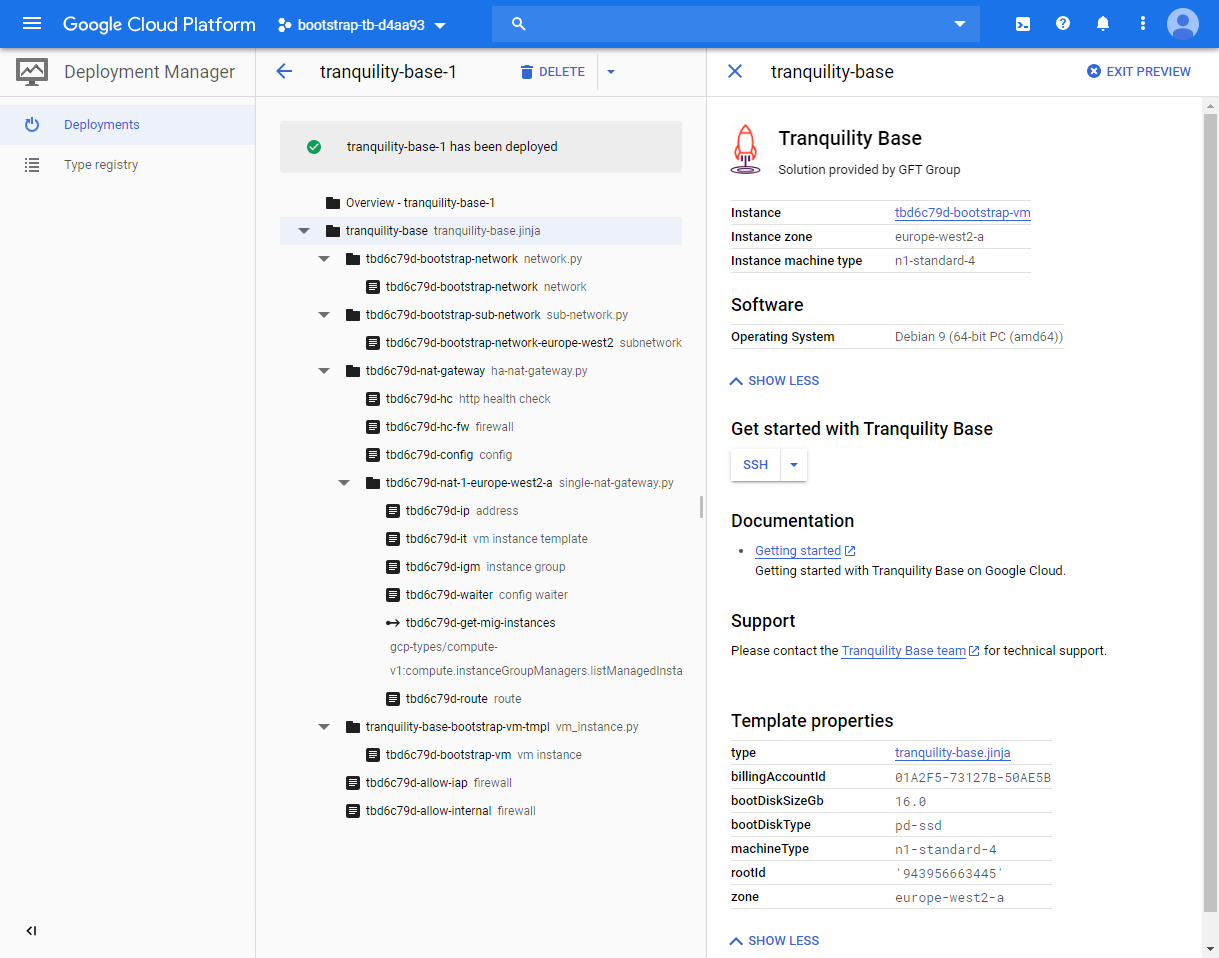 Google Cloud Platform
bootstrap-tb-d4aa93
Deployment Manager
Deployments
Type registry
tranquility-base-1
DELETE
tranquility-base-1 has been deployed
Overview - tranquility-base-1
tranquility-base tranquility-base.jinja
tbd6c79d-bootstrap-network network.py
tbd6c79d-bootstrap-network network
tbd6c79d-bootstrap-sub-network sub-network.py
tbd6c79d-bootstrap-network-europe-west2 subnetwork
tbd6c79d-nat-gateway ha-nat-gateway.py
tbd6c79d-hc http health check
tbd6c79d-hc-fw firewall
tbd6c79d-config config
tbd6c79d-nat-1-europe-west2-a single-nat-gateway.py
tbd6c79d-ip address
tbd6c79d-it vm instance template
tbd6c79d-igm instance group
tbd6c79d-waiter config waiter
tbd6c79d-get-mig-instances
gcp-types/compute-
v1:compute.instanceGroupManagers.listManagedInsta
tbd6c79d-route route
tranquility-base-bootstrap-vm-tmpl vm_instance.py
tbd6c79d-bootstrap-vm vm instance
tbd6c79d-allow-iap firewall
tbd6c79d-allow-internal firewall
tranquility-base
EXIT PREVIEW
Tranquility Base
Solution provided by GFT Group
Instance tbd6c79d-bootstrap-vm
Instance zone europe-west2-a
Instance machine type n1-standard-4
Software
Operating System Debian 9 (64-bit PC (amd64))
SHOW LESS
Get started with Tranquility Base
SSH
Documentation
Getting started
Getting started with Tranquility Base on Google Cloud.
Support
Please contact the Tranquility Base team for technical support.
Template properties
type tranquility-base.jinja
billingAccountId 01A2F5-73127B-50AE5B
bootDiskSizeGb 16.0
bootDiskType pd-ssd
machineType n1-standard-4
rootId '943956663445'
zone europe-west2-a
SHOW LESS